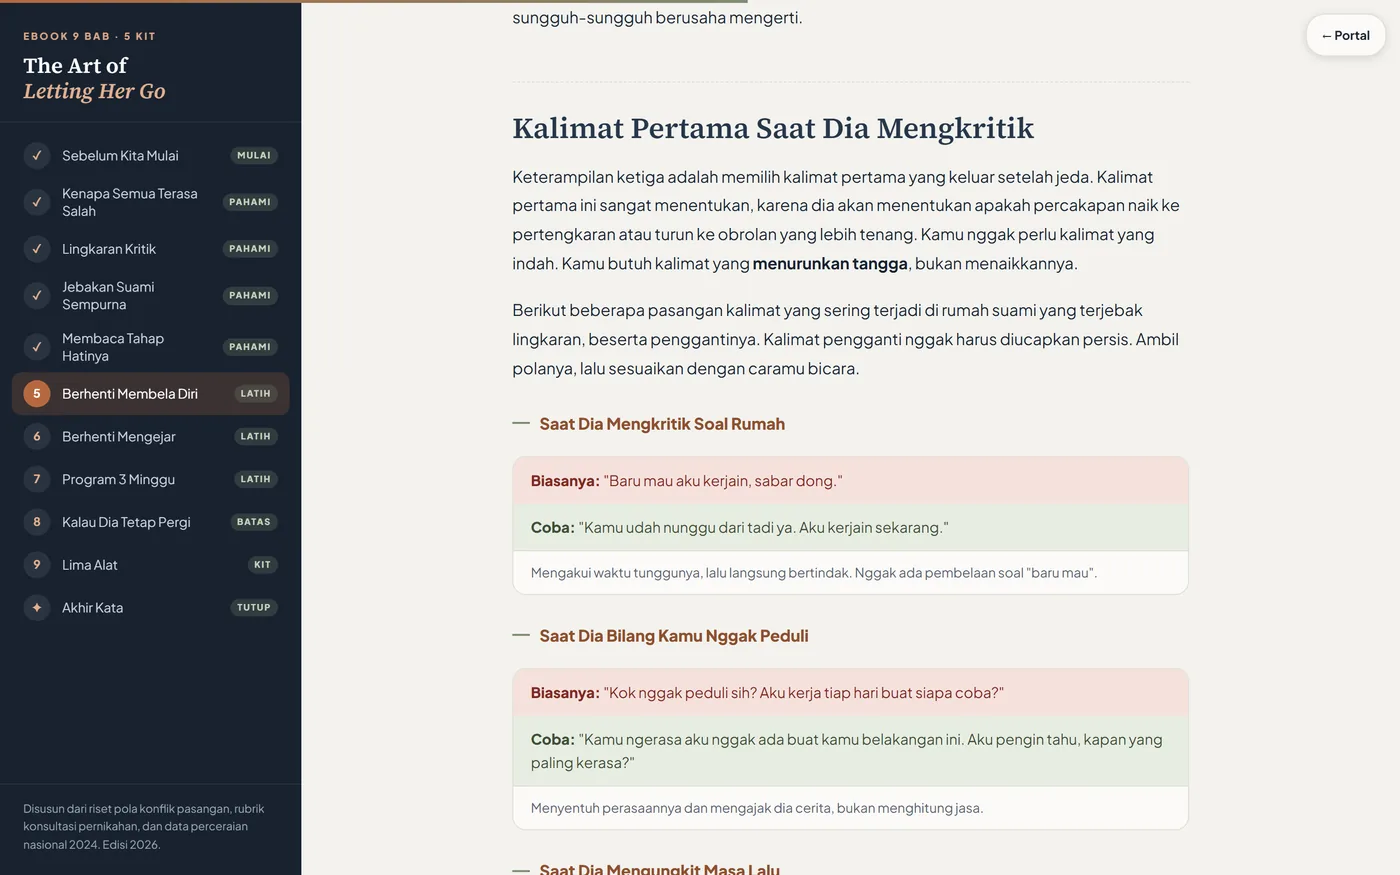 EBOOK 9 BAB · 5 KIT
The Art of
Letting Her Go
✓ Sebelum Kita Mulai MULAI
✓ Kenapa Semua Terasa Salah PAHAMI
✓ Lingkaran Kritik PAHAMI
✓ Jebakan Suami Sempurna PAHAMI
✓ Membaca Tahap Hatinya PAHAMI
5 Berhenti Membela Diri LATIH
6 Berhenti Mengejar LATIH
7 Program 3 Minggu LATIH
8 Kalau Dia Tetap Pergi BATAS
9 Lima Alat KIT
✦ Akhir Kata TUTUP
Disusun dari riset pola konflik pasangan, rubrik
konsultasi pernikahan, dan data perceraian
nasional 2024. Edisi 2026.
← Portal
sungguh-sungguh berusaha mengerti.
Kalimat Pertama Saat Dia Mengkritik
Keterampilan ketiga adalah memilih kalimat pertama yang keluar setelah jeda. Kalimat
pertama ini sangat menentukan, karena dia akan menentukan apakah percakapan naik ke
pertengkaran atau turun ke obrolan yang lebih tenang. Kamu nggak perlu kalimat yang
indah. Kamu butuh kalimat yang menurunkan tangga, bukan menaikkannya.
Berikut beberapa pasangan kalimat yang sering terjadi di rumah suami yang terjebak
lingkaran, beserta penggantinya. Kalimat pengganti nggak harus diucapkan persis. Ambil
polanya, lalu sesuaikan dengan caramu bicara.
— Saat Dia Mengkritik Soal Rumah
Biasanya: "Baru mau aku kerjain, sabar dong."
Coba: "Kamu udah nunggu dari tadi ya. Aku kerjain sekarang."
Mengakui waktu tunggunya, lalu langsung bertindak. Nggak ada pembelaan soal "baru mau".
— Saat Dia Bilang Kamu Nggak Peduli
Biasanya: "Kok nggak peduli sih? Aku kerja tiap hari buat siapa coba?"
Coba: "Kamu ngerasa aku nggak ada buat kamu belakangan ini. Aku pengin tahu, kapan yang
paling kerasa?"
Menyentuh perasaannya dan mengajak dia cerita, bukan menghitung jasa.
— Saat Dia Mengungkit Masa Lalu